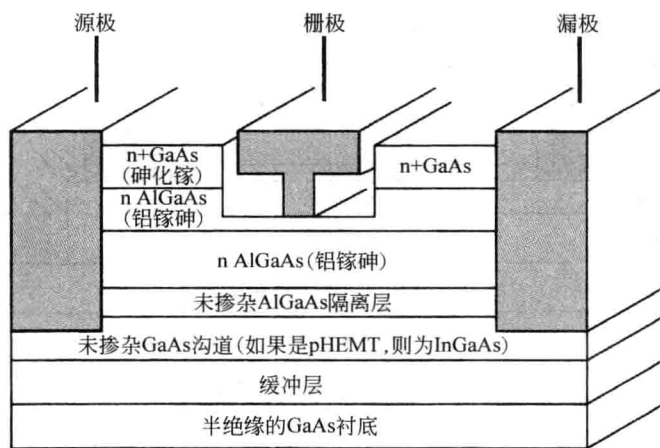 源极
栅极
漏极
n+GaAs
(砷化镓)
n+GaAs
n AlGaAs
(铝镓砷)
n AlGaAs(铝镓砷)
未掺杂AlGaAs隔离层
未掺杂GaAs沟道(如果是pHEMT,则为InGaAs)
缓冲层
半绝缘的GaAs衬底